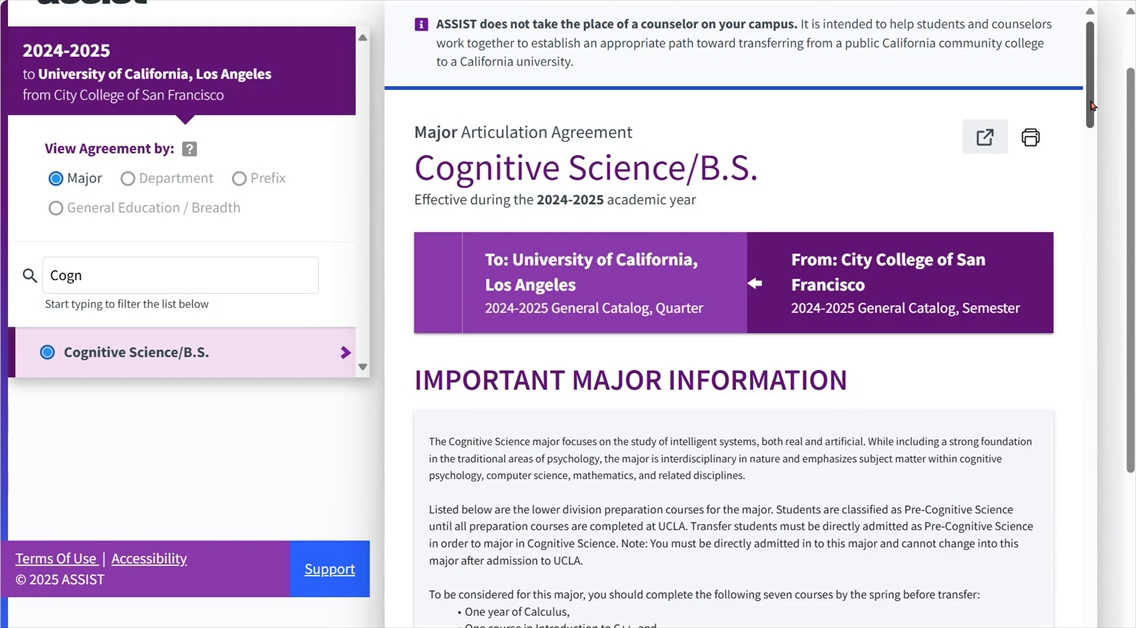 assist
2024-2025
to University of California, Los Angeles
from City College of San Francisco
View Agreement by: ?
Major Department Prefix
General Education / Breadth
Cogn
Start typing to filter the list below
Cognitive Science/B.S.
Terms Of Use | Accessibility
© 2025 ASSIST
Support
i ASSIST does not take the place of a counselor on your campus. It is intended to help students and counselors
work together to establish an appropriate path toward transferring from a public California community college
to a California university.
Major Articulation Agreement
Cognitive Science/B.S.
Effective during the 2024-2025 academic year
To: University of California,
Los Angeles
2024-2025 General Catalog, Quarter
From: City College of San
Francisco
2024-2025 General Catalog, Semester
IMPORTANT MAJOR INFORMATION
The Cognitive Science major focuses on the study of intelligent systems, both real and artificial. While including a strong foundation
in the traditional areas of psychology, the major is interdisciplinary in nature and emphasizes subject matter within cognitive
psychology, computer science, mathematics, and related disciplines.
Listed below are the lower division preparation courses for the major. Students are classified as Pre-Cognitive Science
until all preparation courses are completed at UCLA. Transfer students must be directly admitted as Pre-Cognitive Science
in order to major in Cognitive Science. Note: You must be directly admitted in to this major and cannot change into this
major after admission to UCLA.
To be considered for this major, you should complete the following seven courses by the spring before transfer:
• One year of Calculus,
• One course in Introduction to C++, and